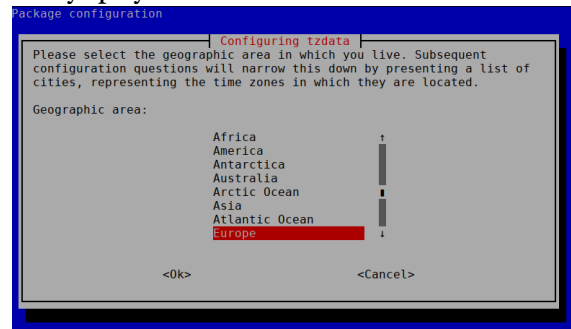 Package configuration
Configuring tzdata
Please select the geographic area in which you live. Subsequent
configuration questions will narrow this down by presenting a list of
cities, representing the time zones in which they are located.
Geographic area:
Africa
America
Antarctica
Australia
Arctic Ocean
Asia
Atlantic Ocean
Europe
<Ok> <Cancel>